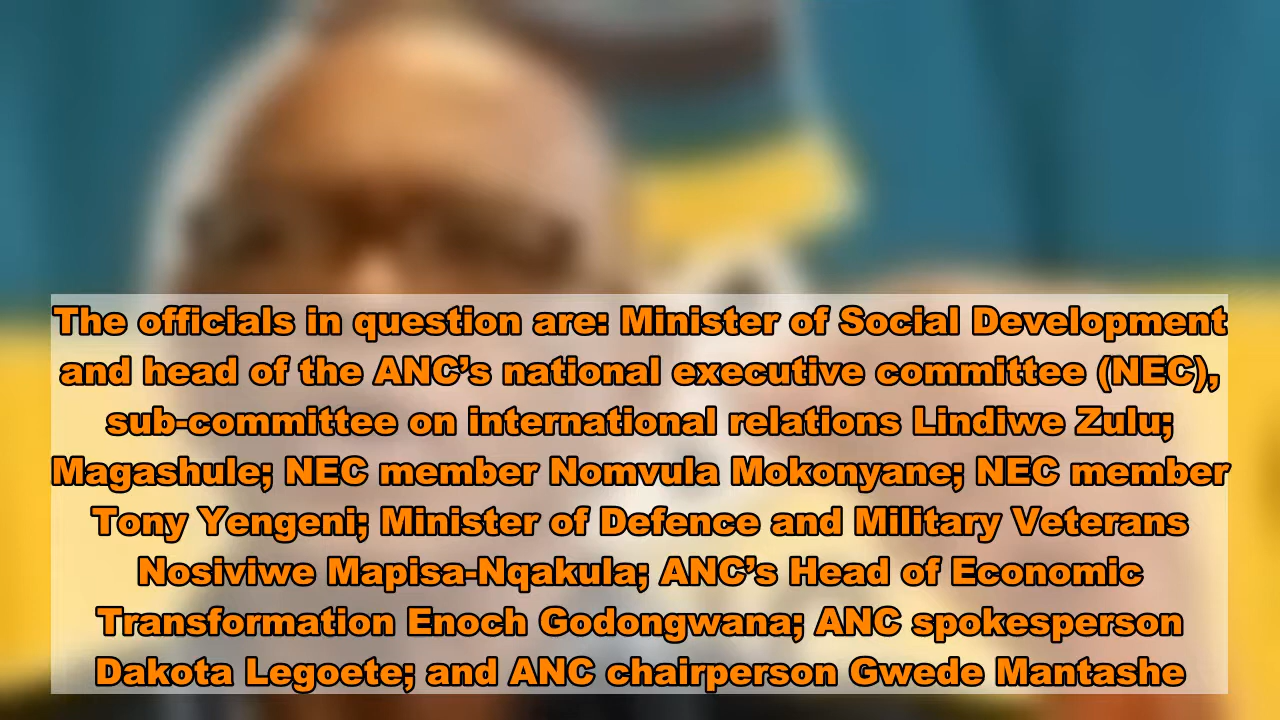 The officials in question are: Minister of Social Development
and head of the ANC’s national executive committee (NEC),
sub-committee on international relations Lindiwe Zulu;
Magashule; NEC member Nomvula Mokonyane; NEC member
Tony Yengeni; Minister of Defence and Military Veterans
Nosiviwe Mapisa-Nqakula; ANC’s Head of Economic
Transformation Enoch Godongwana; ANC spokesperson
Dakota Legoete; and ANC chairperson Gwede Mantashe